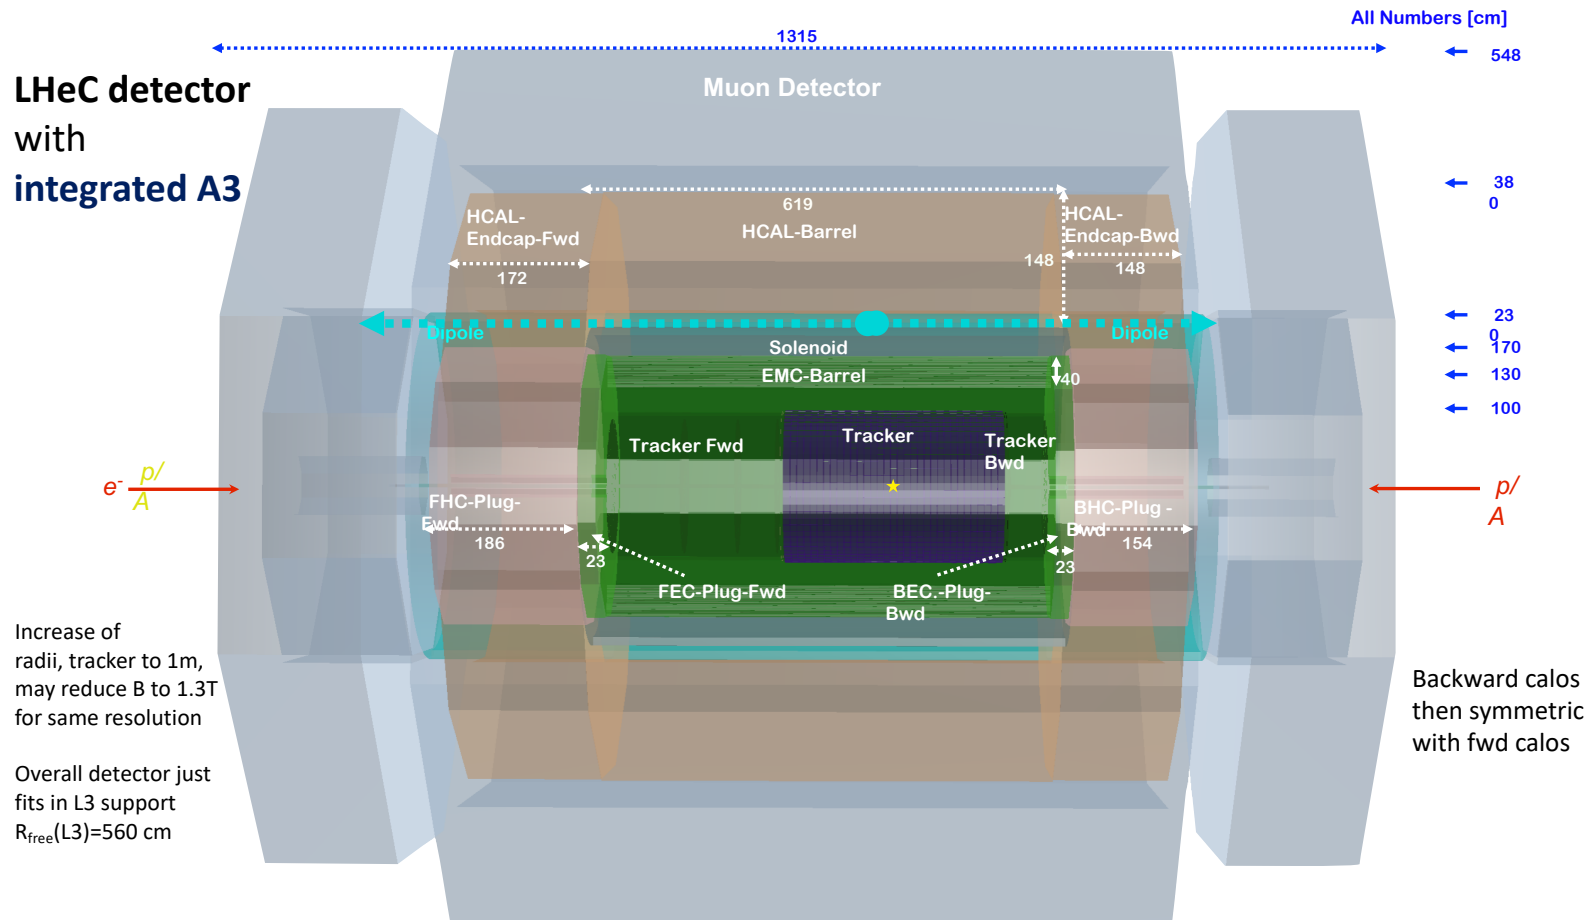 All Numbers [cm]
1315
548
LHeC detector
with
integrated A3
Muon Detector
38
0
619
HCAL-
Endcap-Fwd
HCAL-Barrel
HCAL-
Endcap-Bwd
172
148
148
23
0
Dipole
Dipole
Solenoid
170
EMC-Barrel
40
130
100
Tracker Fwd
Tracker
Tracker
Bwd
e- p/
A
p/
A
FHC-Plug-
Fwd
186
BHC-Plug -
Bwd
154
23
23
FEC-Plug-Fwd
BEC.-Plug-
Bwd
Increase of
radii, tracker to 1m,
may reduce B to 1.3T
for same resolution
Overall detector just
fits in L3 support
Rfree(L3)=560 cm
Backward calos
then symmetric
with fwd calos